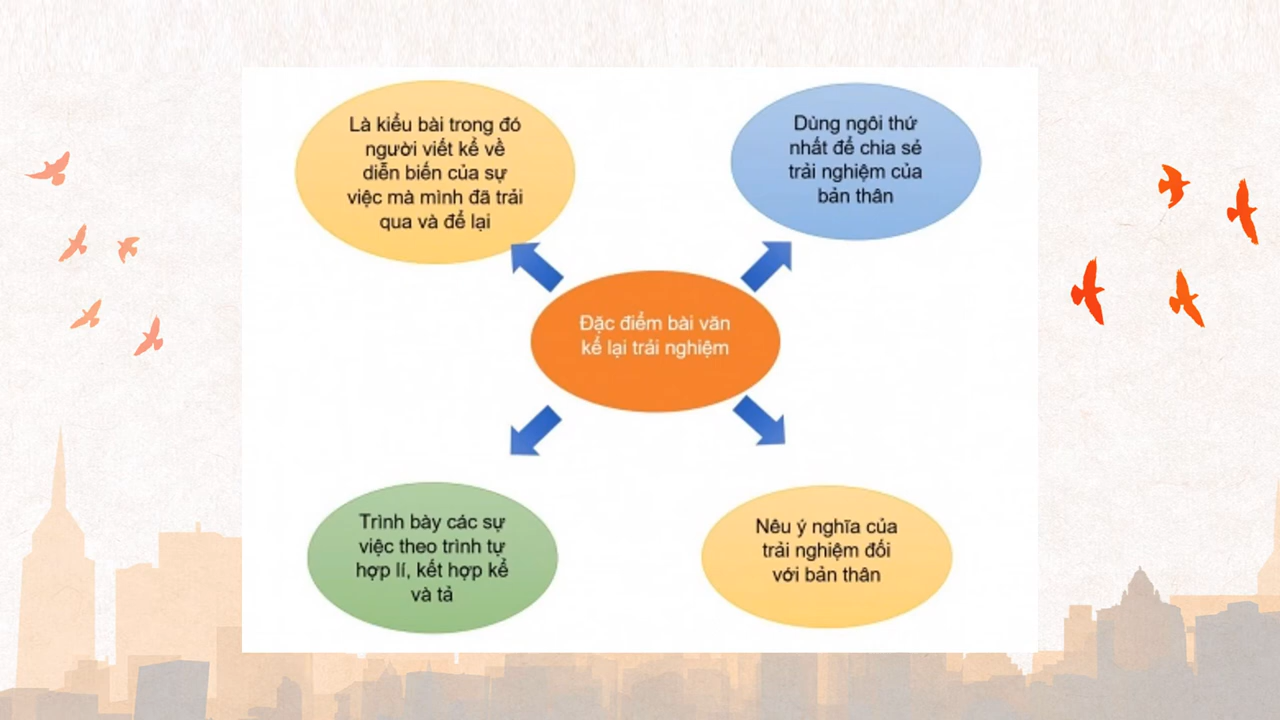 Là kiểu bài trong đó
người viết kể về
diễn biến của sự
việc mà mình đã trải
qua và để lại
Dùng ngôi thứ
nhất để chia sẻ
trải nghiệm của
bản thân
Đặc điểm bài văn
kể lại trải nghiệm
Trình bày các sự
việc theo trình tự
hợp lí, kết hợp kể
và tả
Nêu ý nghĩa của
trải nghiệm đối
với bản thân